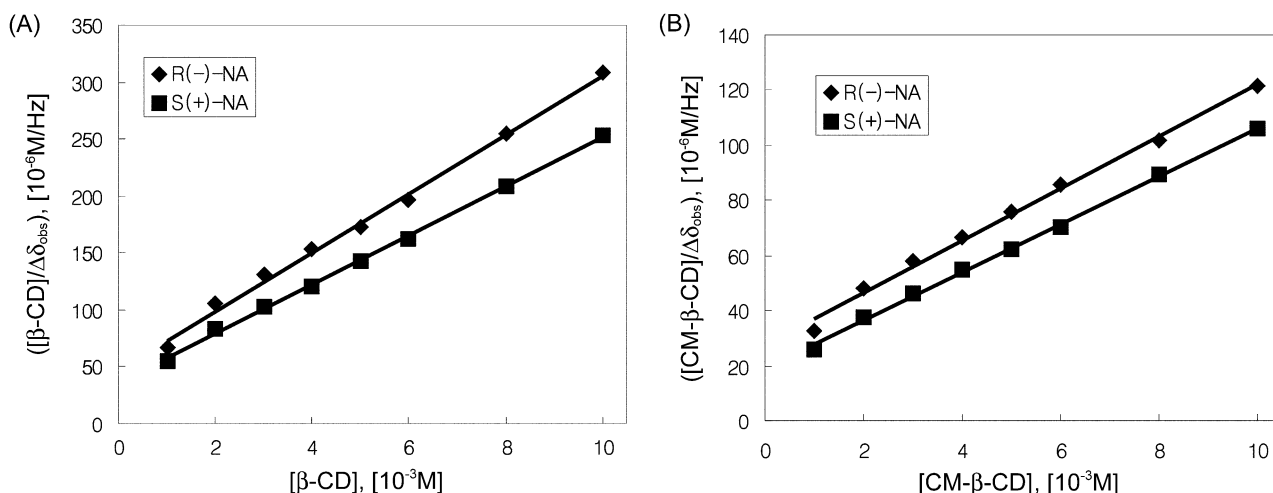 (A)
350
300
250
200
150
100
50
0
([β-CD]/Δδobs), [10⁻⁶M/Hz]
R(−)−NA
S(+)−NA
0 2 4 6 8 10
[β-CD], [10⁻³M]
(B)
140
120
100
80
60
40
20
0
([CM-β-CD]/Δδobs), [10⁻⁶M/Hz]
R(−)−NA
S(+)−NA
0 2 4 6 8 10
[CM-β-CD], [10⁻³M]